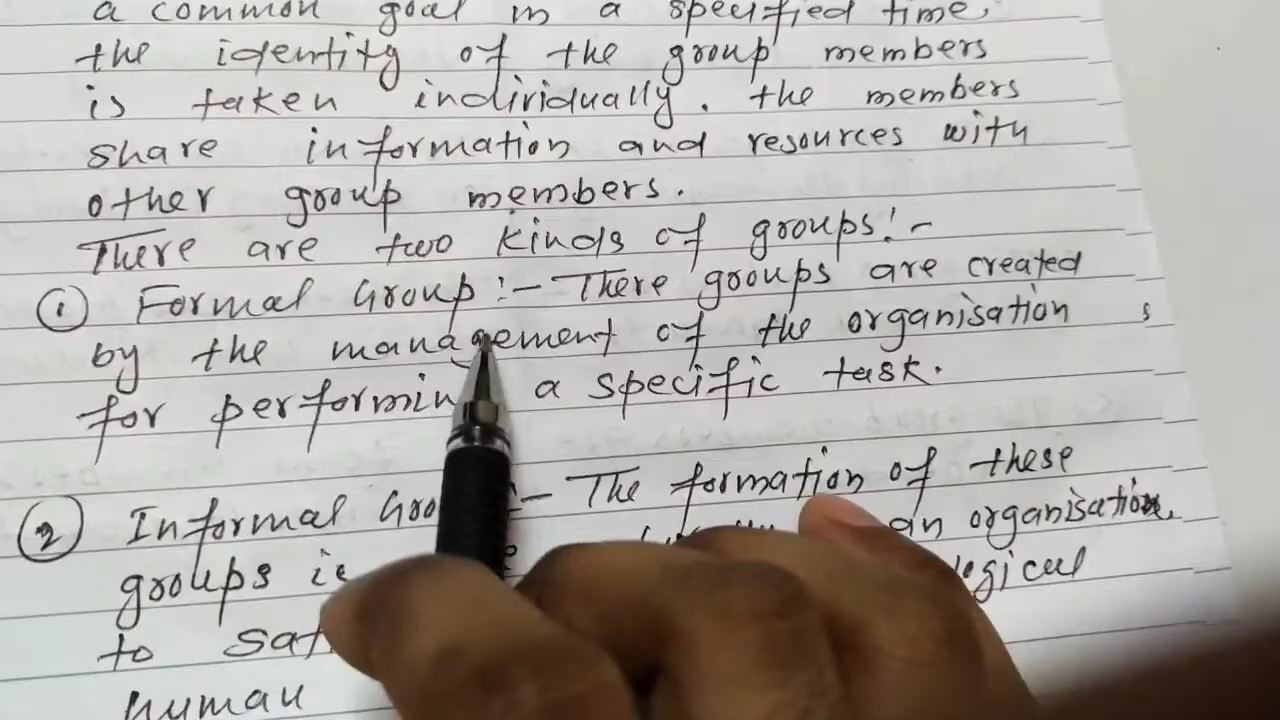 a common goal in a specified time.
the identity of the group members
is taken individually. the members
share information and resources with
other group members.
There are two kinds of groups:-
① Formal Group :- There groups are created
by the management of the organisation
for performin a specific task.
② Informal Gro :- The formation of these
groups is an organisation,
to sat
human